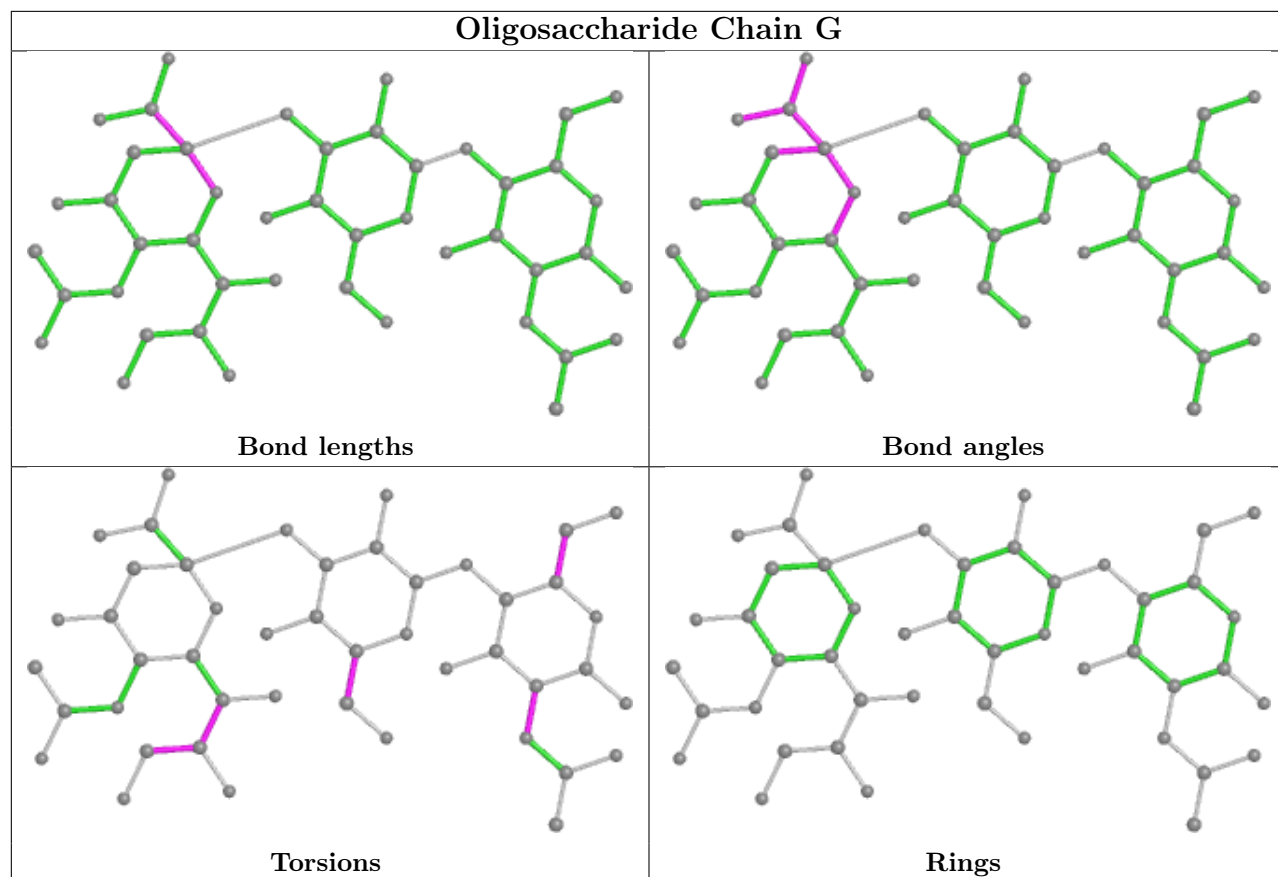 Oligosaccharide Chain G
Bond lengths
Bond angles
Torsions
Rings